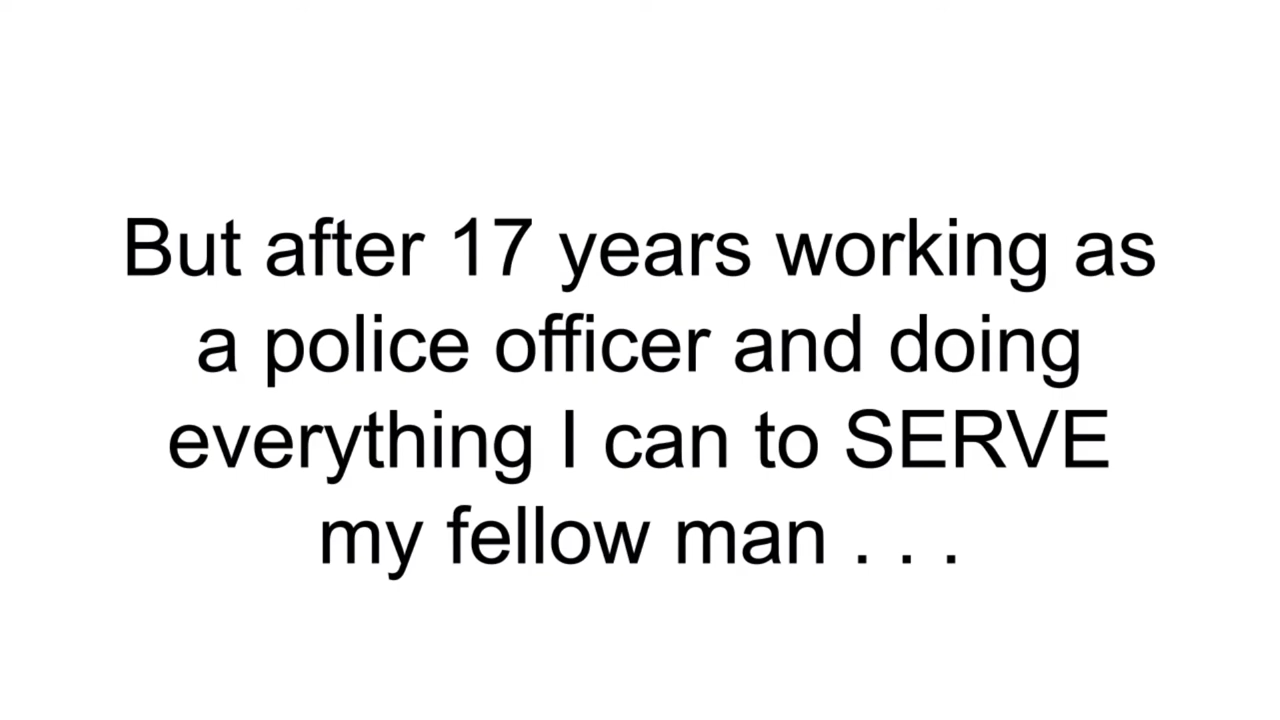 But after 17 years working as
a police officer and doing
everything I can to SERVE
my fellow man . . .